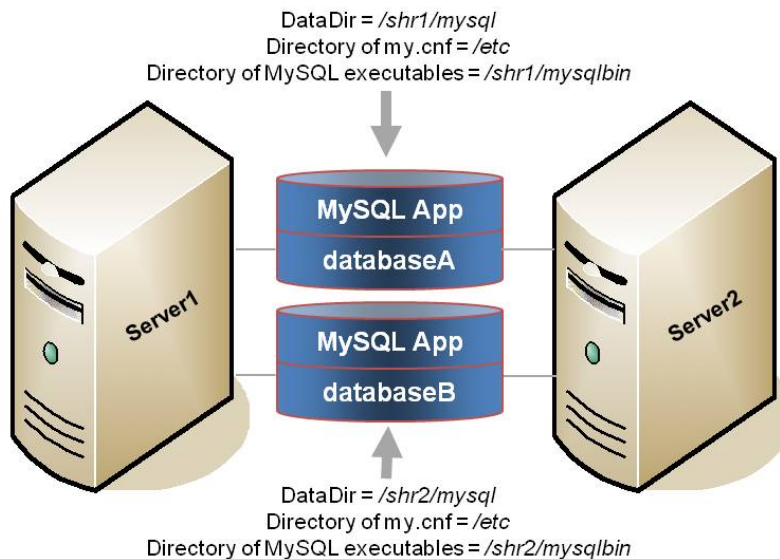 DataDir = /shr1/mysql
Directory of my.cnf = /etc
Directory of MySQL executables = /shr1/mysqlbin
Server1
MySQL App
databaseA
MySQL App
databaseB
Server2
DataDir = /shr2/mysql
Directory of my.cnf = /etc
Directory of MySQL executables = /shr2/mysqlbin